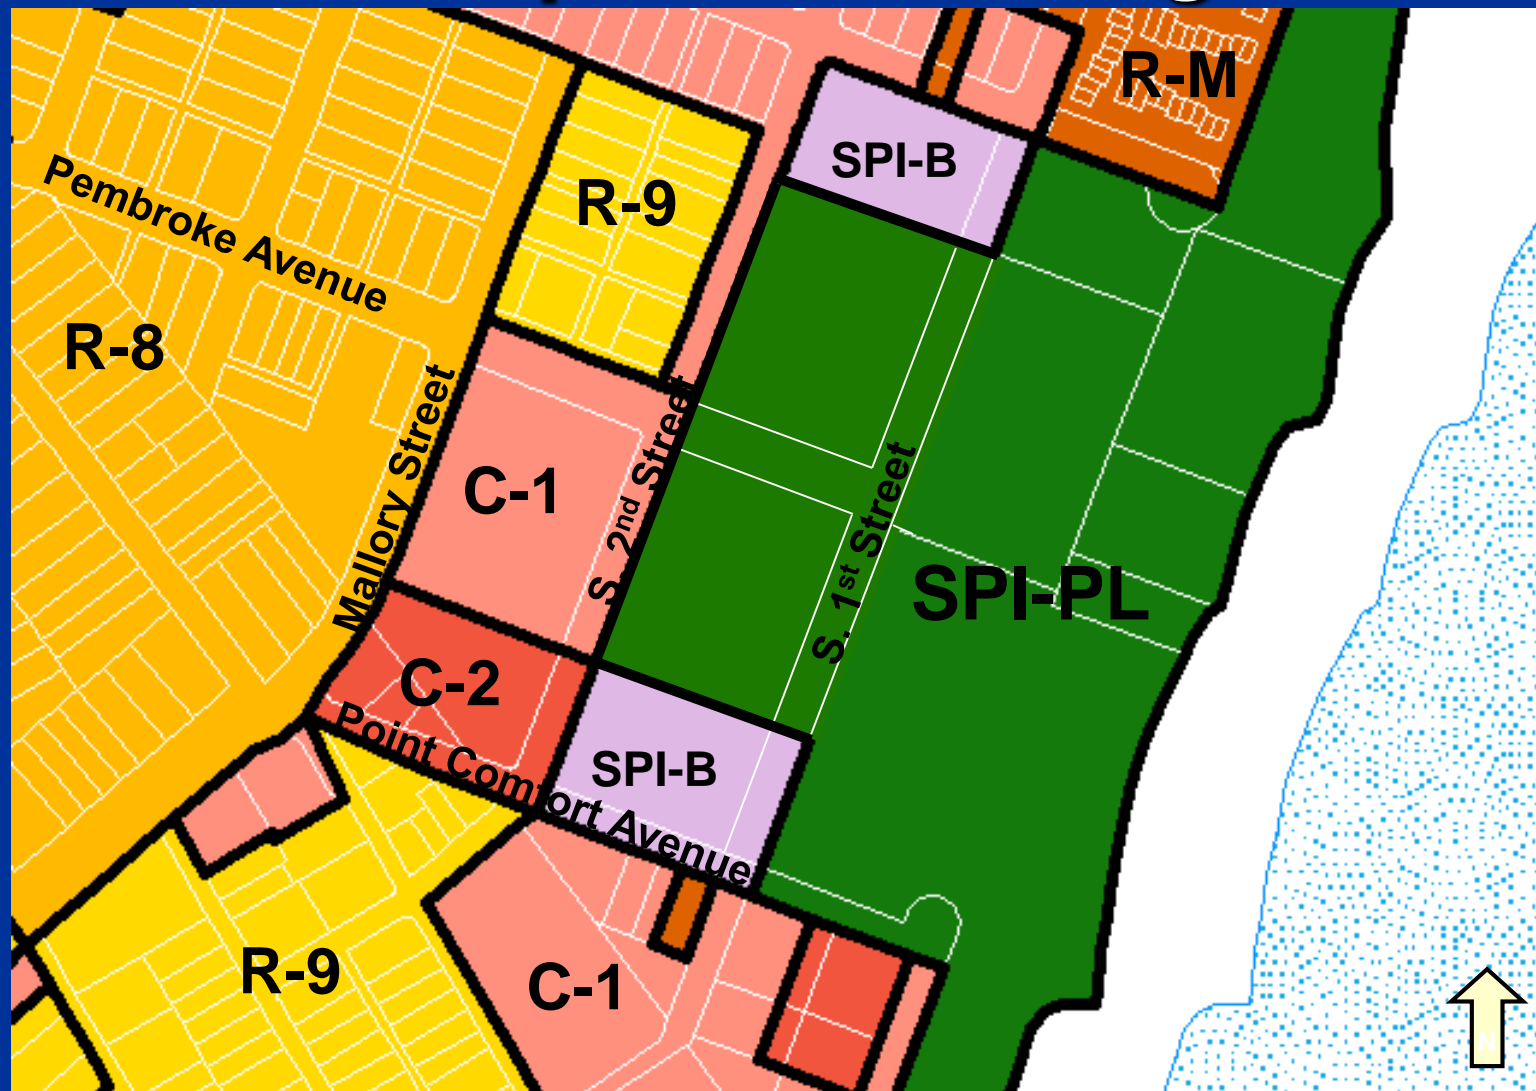 R-M
SPI-B
R-9
Pembroke Avenue
R-8
Mallory Street
C-1
S. 2nd Street
S. 1st Street
SPI-PL
C-2
Point Comfort Avenue
SPI-B
R-9
C-1
N